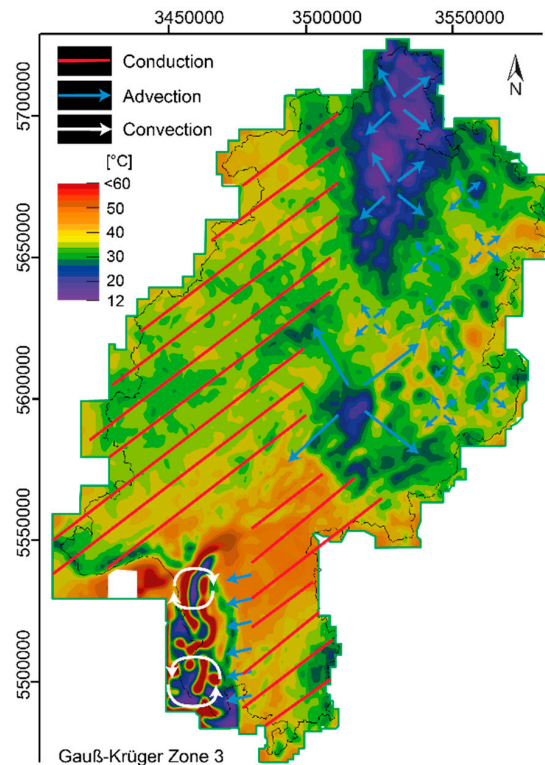 3450000 3500000 3550000
Conduction
Advection
Convection
N
[°C]
<60
50
40
30
20
12
5700000
5650000
5600000
5550000
5500000
Gauß-Krüger Zone 3